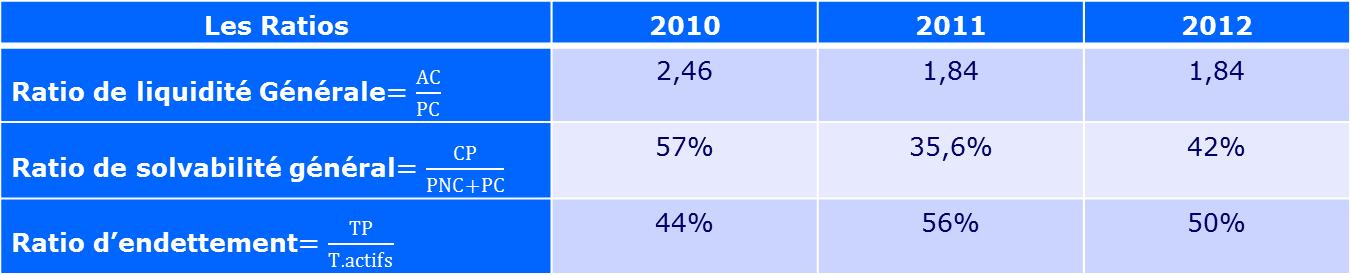 Les Ratios 2010 2011 2012
Ratio de liquidité Générale= AC/PC 2,46 1,84 1,84
Ratio de solvabilité général= CP/PNC+PC 57% 35,6% 42%
Ratio d’endettement= TP/T.actifs 44% 56% 50%